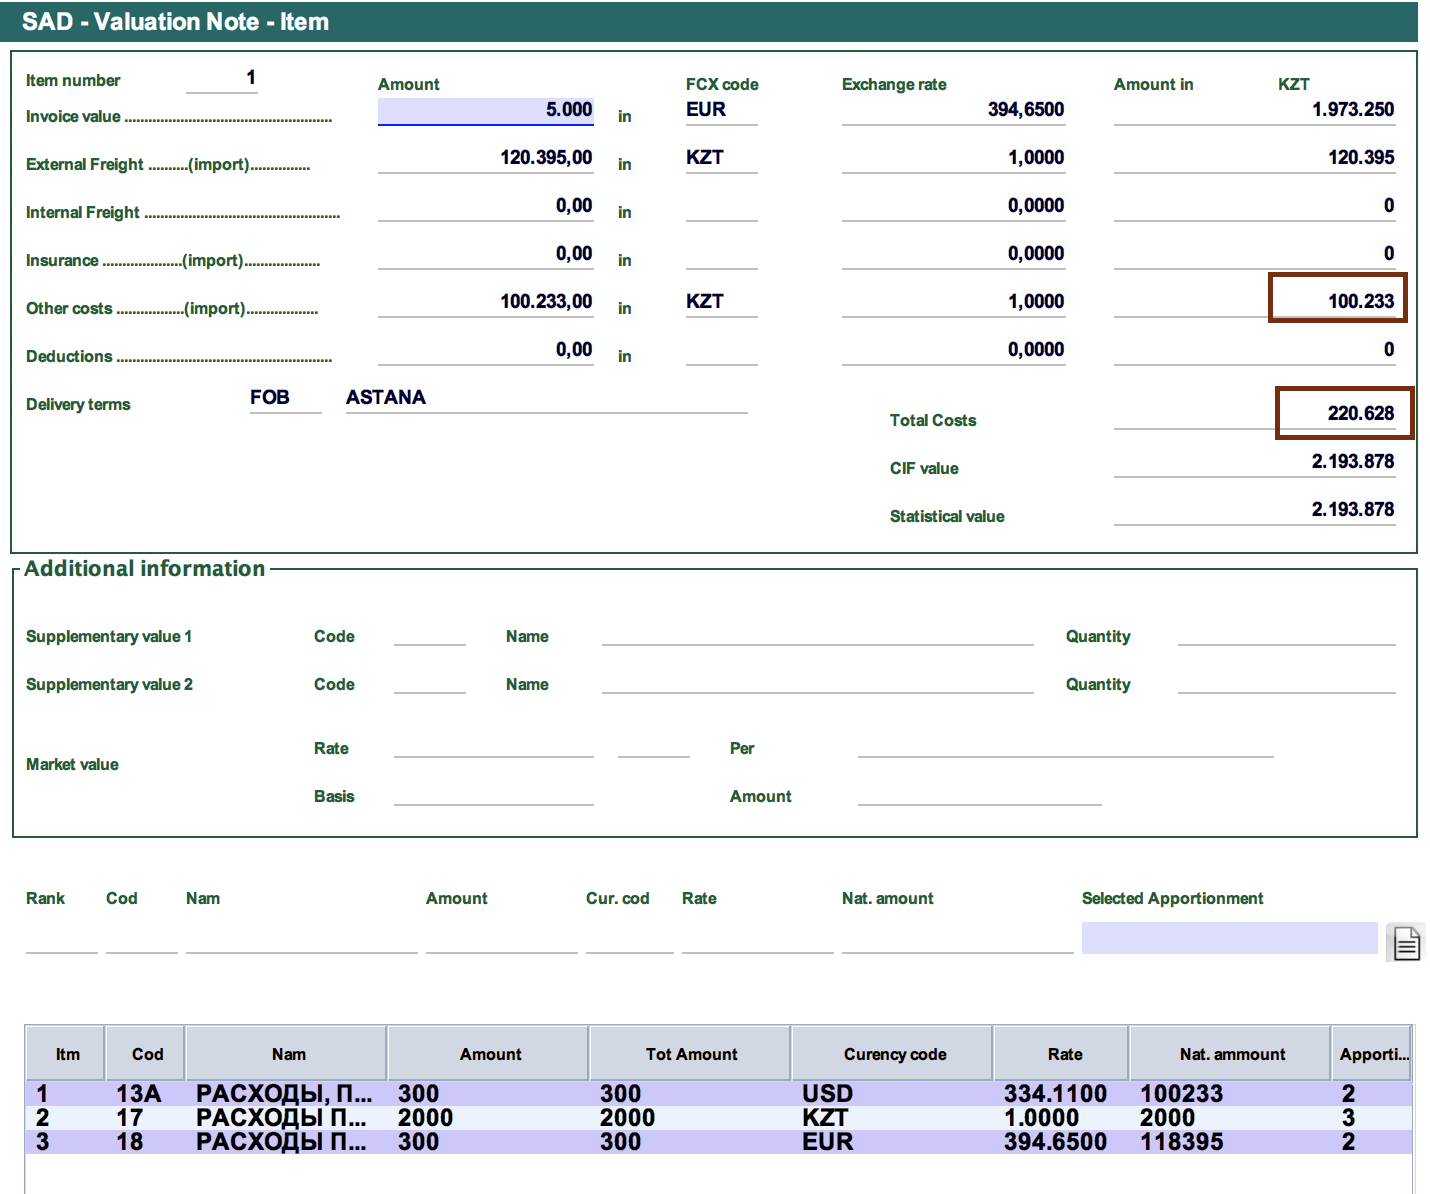 SAD - Valuation Note - Item
Item number 1 Amount FCX code Exchange rate Amount in KZT
Invoice value .................................................... 5.000 in EUR 394,6500 1.973.250
External Freight ..........(import)............... 120.395,00 in KZT 1,0000 120.395
Internal Freight ................................................. 0,00 in 0,0000 0
Insurance ....................(import)................... 0,00 in 0,0000 0
Other costs .................(import).................. 100.233,00 in KZT 1,0000 100.233
Deductions ...................................................... 0,00 in 0,0000 0
Delivery terms FOB ASTANA
Total Costs 220.628
CIF value 2.193.878
Statistical value 2.193.878
Additional information
Supplementary value 1 Code Name Quantity
Supplementary value 2 Code Name Quantity
Market value Rate Per
Basis Amount
Rank Cod Nam Amount Cur. cod Rate Nat. amount Selected Apportionment
Itm Cod Nam Amount Tot Amount Curency code Rate Nat. ammount Apporti...
1 13A РАСХОДЫ, П... 300 300 USD 334.1100 100233 2
2 17 РАСХОДЫ П... 2000 2000 KZT 1.0000 2000 3
3 18 РАСХОДЫ П... 300 300 EUR 394.6500 118395 2